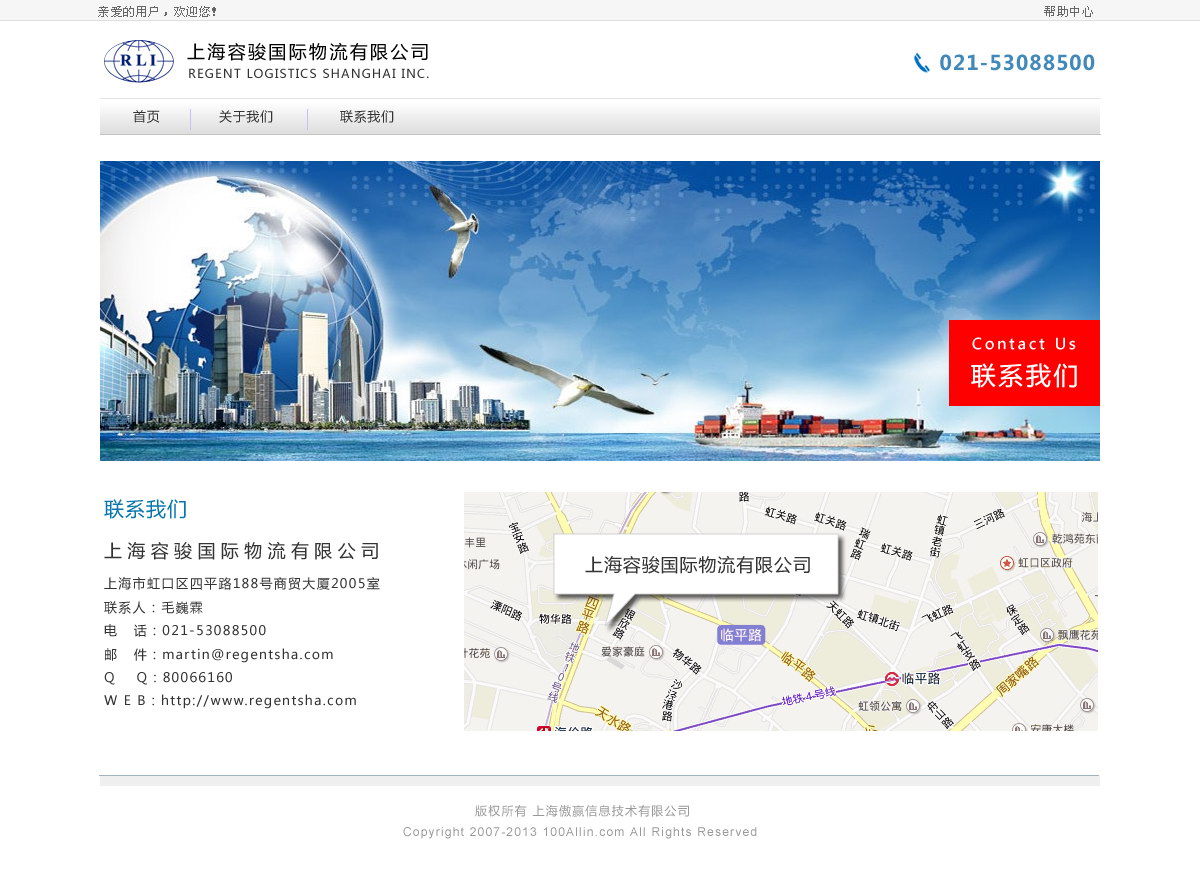 亲爱的用户，欢迎您!
帮助中心
RLI
上海容骏国际物流有限公司
REGENT LOGISTICS SHANGHAI INC.
021-53088500
首页
关于我们
联系我们
Contact Us
联系我们
联系我们
上海容骏国际物流有限公司
上海市虹口区四平路188号商贸大厦2005室
联系人：毛巍霖
电 话：021-53088500
邮 件：martin@regentsha.com
Q Q：80066160
W E B：http://www.regentsha.com
路
宝安路
虹关路
虹关路
瑞虹路
虹关路
虹镇老街
三河路
海上
乾鸿苑东
虹口区政府
丰里
闲广场
上海容骏国际物流有限公司
溧阳路
物华路
四平路
银欣路
天虹路
虹镇北街
飞虹路
保定路
飘鹰花苑
飞虹支路
临平路
爱家豪庭
物华路
临平路
临平路
周家嘴路
叶花苑
地铁10号线
沙泾港路
地铁4号线
虹领公寓
舟山路
天水路
海伦路
安康大楼
版权所有 上海傲赢信息技术有限公司
Copyright 2007-2013 100Allin.com All Rights Reserved